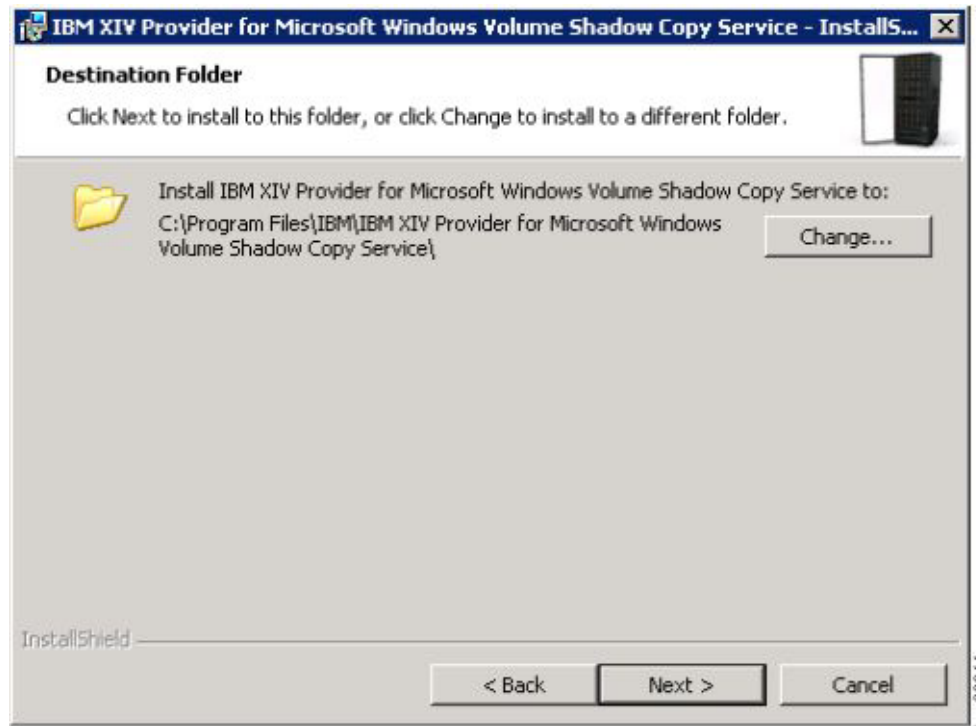 IBM XIV Provider for Microsoft Windows Volume Shadow Copy Service - InstallS...
Destination Folder
Click Next to install to this folder, or click Change to install to a different folder.
Install IBM XIV Provider for Microsoft Windows Volume Shadow Copy Service to:
C:\Program Files\IBM\IBM XIV Provider for Microsoft Windows
Volume Shadow Copy Service\
Change...
InstallShield
< Back
Next >
Cancel